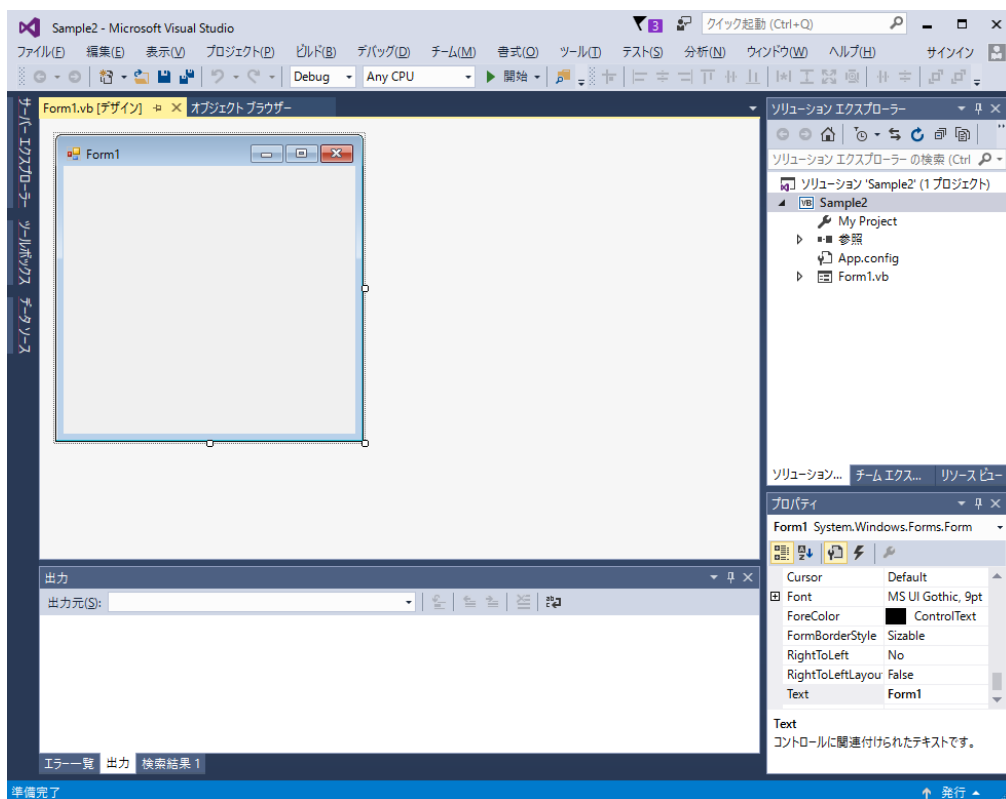 Sample2 - Microsoft Visual Studio
3
クイック起動 (Ctrl+Q)
ファイル(F) 編集(E) 表示(V) プロジェクト(P) ビルド(B) デバッグ(D) チーム(M) 書式(O) ツール(T) テスト(S) 分析(N) ウィンドウ(W) ヘルプ(H) サインイン
Debug Any CPU 開始
サーバー エクスプローラー
ツールボックス
データ ソース
Form1.vb [デザイン] オブジェクト ブラウザー
Form1
ソリューション エクスプローラー
ソリューション エクスプローラー の検索 (Ctrl
ソリューション 'Sample2' (1 プロジェクト)
VB Sample2
My Project
参照
App.config
Form1.vb
ソリューション... チーム エクス... リソース ビュー
プロパティ
Form1 System.Windows.Forms.Form
Cursor Default
Font MS UI Gothic, 9pt
ForeColor ControlText
FormBorderStyle Sizable
RightToLeft No
RightToLeftLayou False
Text Form1
Text
コントロールに関連付けられたテキストです。
出力
出力元(S):
エラー一覧 出力 検索結果 1
準備完了 発行